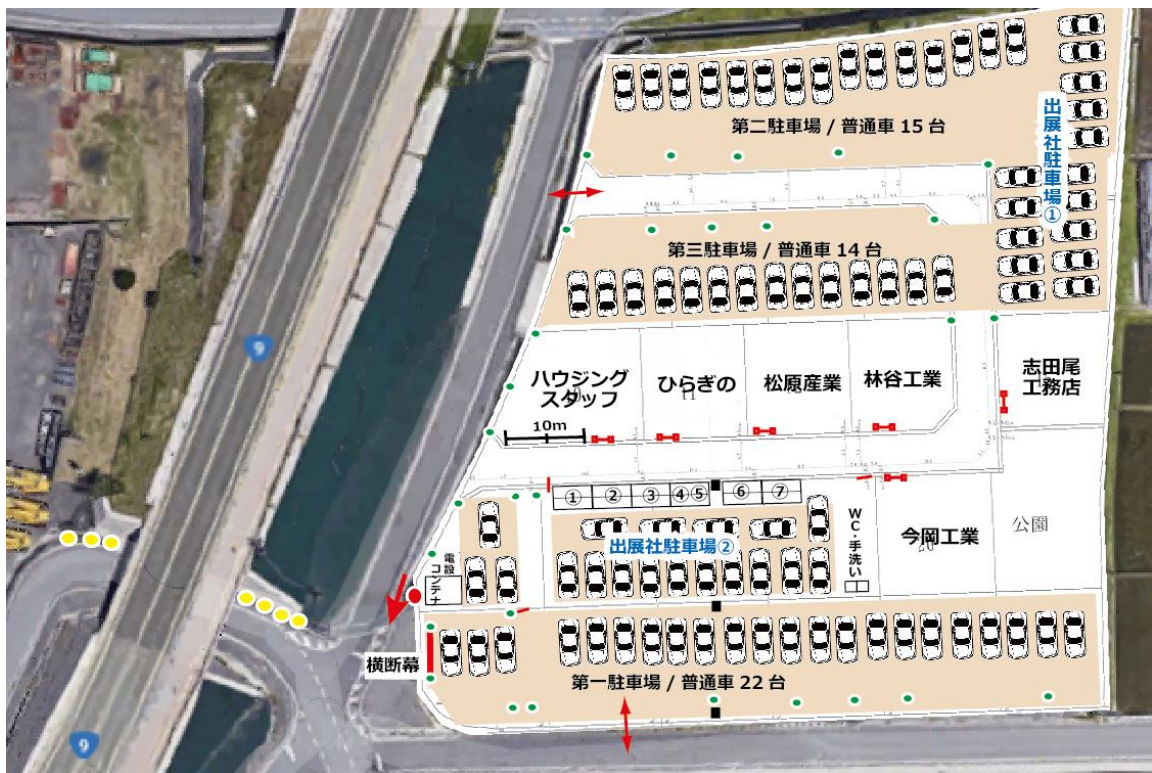 第二駐車場 / 普通車 15 台
出展社駐車場①
第三駐車場 / 普通車 14 台
9
ハウジング
スタッフ
ひらぎの
松原産業
林谷工業
志田尾
工務店
11
10m
①
②
③
④⑤
⑥
⑦
WC・手洗い
今岡工業
20
公園
出展社駐車場②
電設
コンテナ
横断幕
第一駐車場 / 普通車 22 台
9